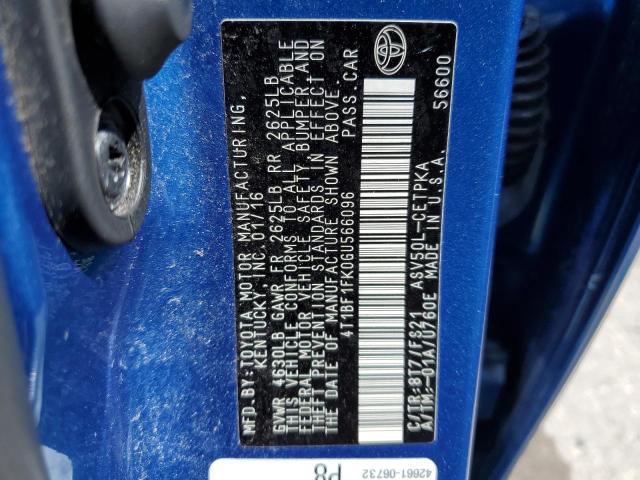 MFD.BY:TOYOTA MOTOR MANUFACTURING,
KENTUCKY, INC. 01/16
GVWR 4630LB GAWR FR 2625LB RR 2625LB
THIS VEHICLE CONFORMS TO ALL APPLICABLE
FEDERAL MOTOR VEHICLE SAFETY, BUMPER AND
THEFT PREVENTION STANDARDS IN EFFECT ON
THE DATE OF MANUFACTURE SHOWN ABOVE.
4T1BF1FK0GU566096 PASS.CAR
C/TR:8T7/FB21 ASV50L-CETPKA
A/TM:-01A/U760E MADE IN U.S.A.
56600
42661-06732
P8